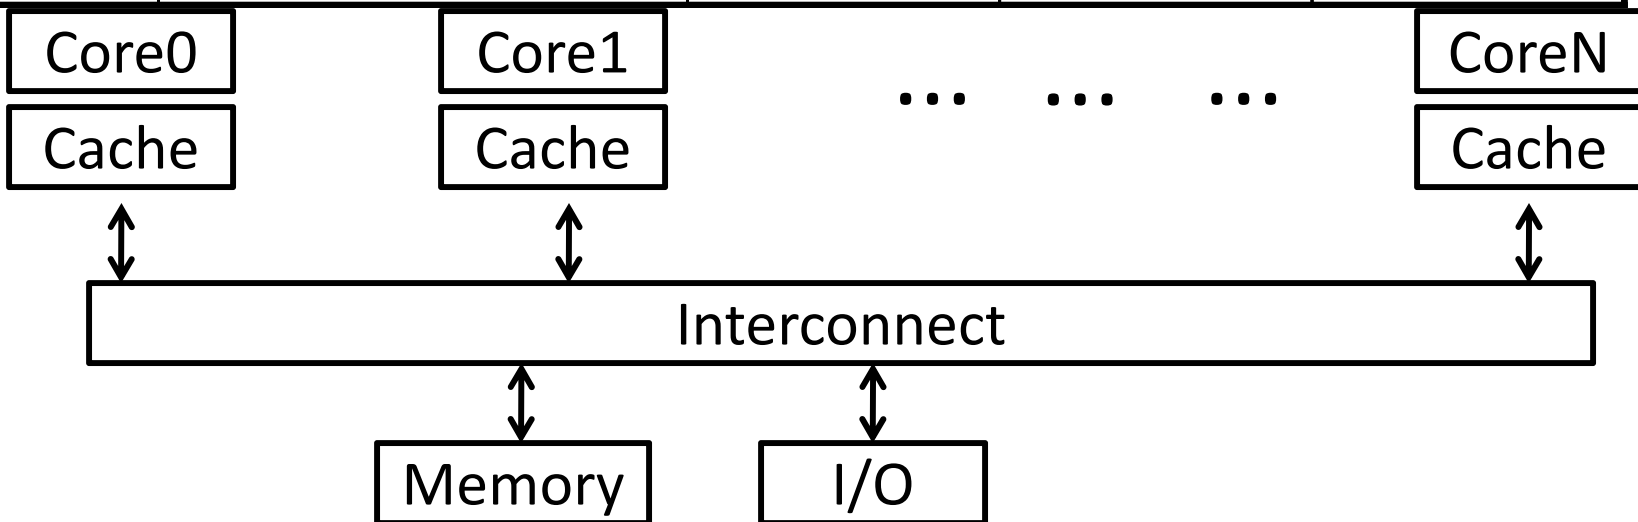 Core0 Core1 ... ... ... CoreN
Cache Cache Cache
Interconnect
Memory I/O